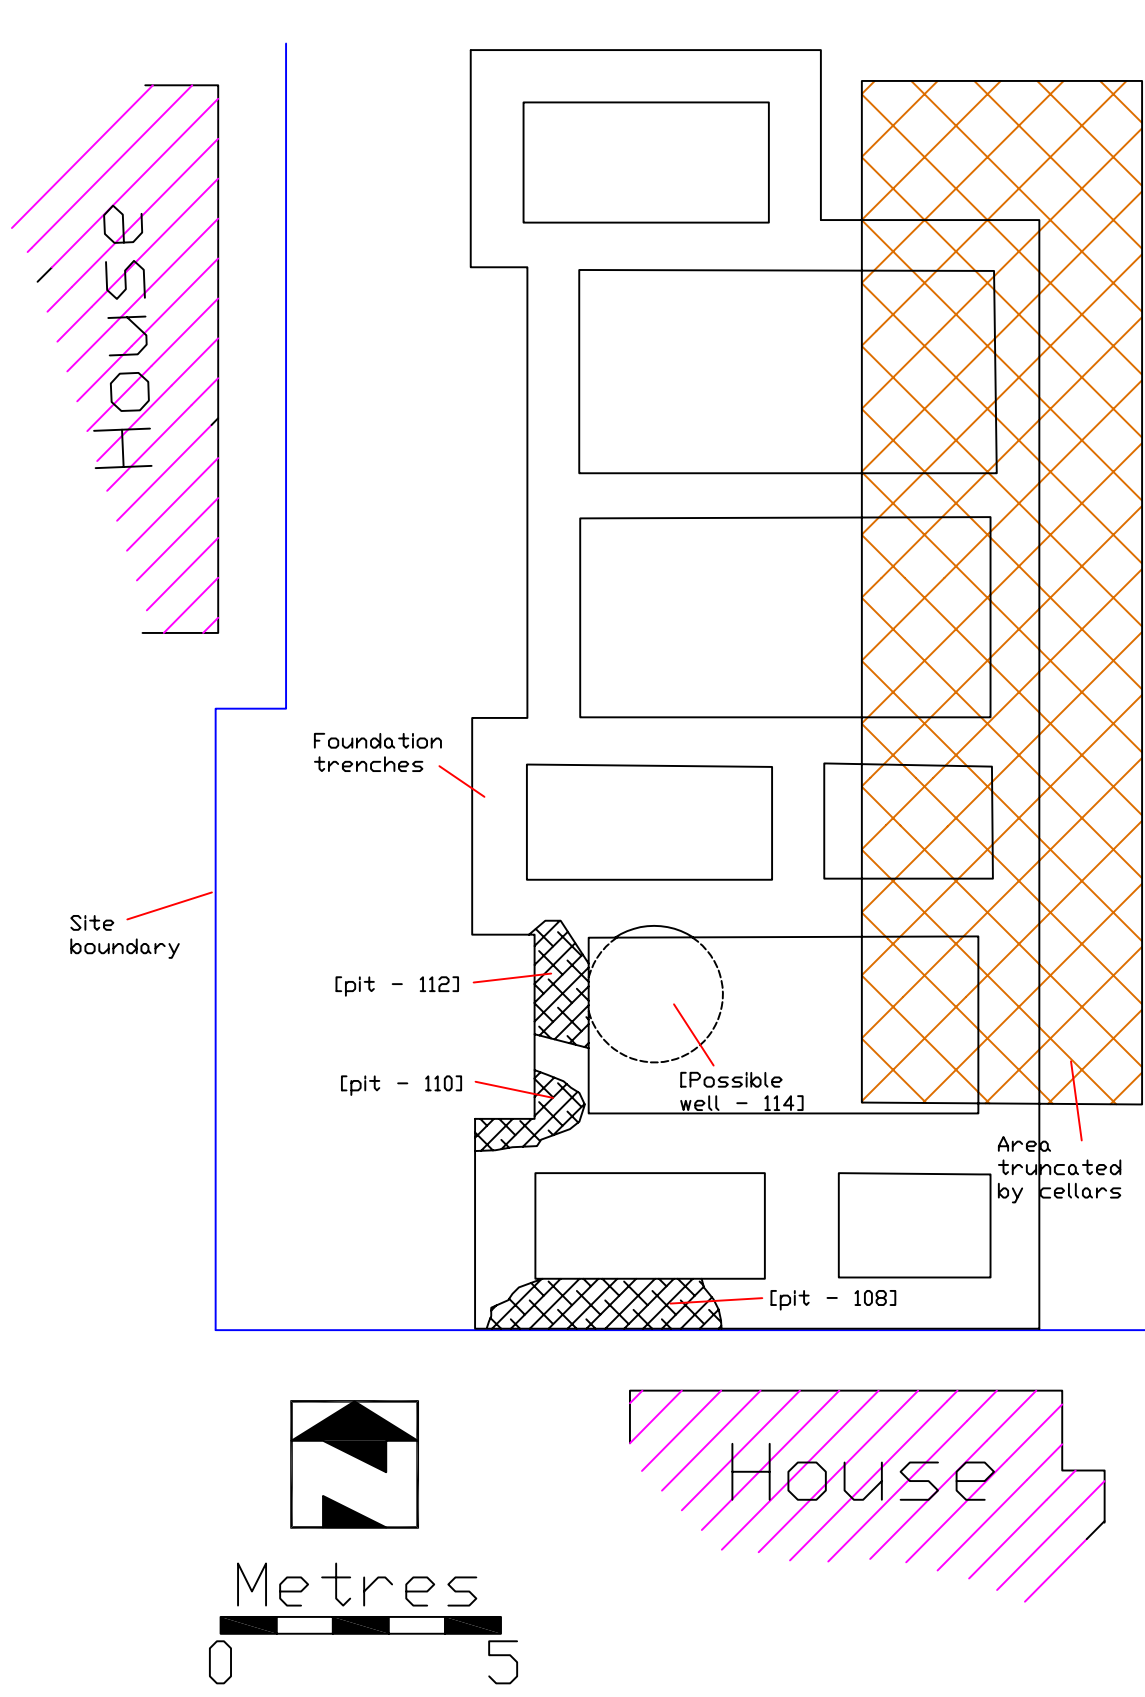 House
Foundation
trenches
Site
boundary
[pit - 112]
[pit - 110]
[Possible
well - 114]
Area
truncated
by cellars
[pit - 108]
House
Metres
0 5